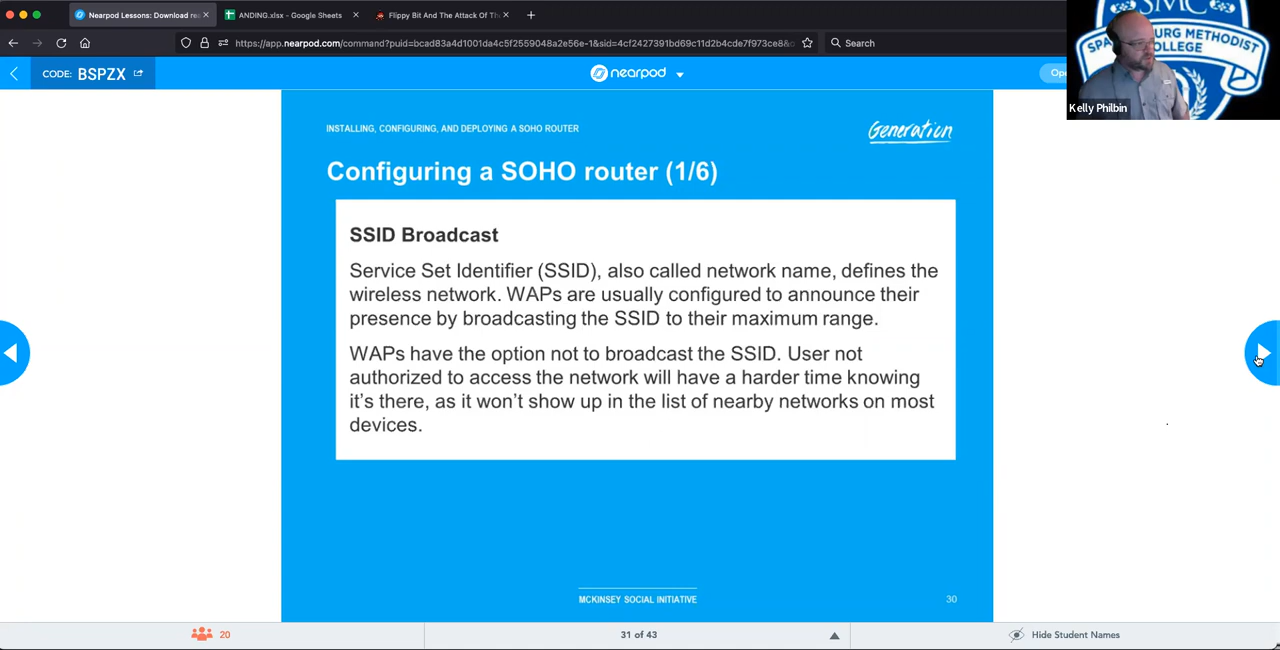 Nearpod Lessons: Download re
ANDING.xlsx - Google Sheets
Flippy Bit And The Attack Of Th
https://app.nearpod.com/command?puid=bcad83a4d1001da4c5f2559048a2e56e-1&sid=4cf2427391bd69c11d2b4cde7f973ce8&
Search
CODE: BSPZX
nearpod
Ope
SMC
SPARTANBURG METHODIST
COLLEGE
Kelly Philbin
INSTALLING, CONFIGURING, AND DEPLOYING A SOHO ROUTER
Generation
Configuring a SOHO router (1/6)
SSID Broadcast
Service Set Identifier (SSID), also called network name, defines the
wireless network. WAPs are usually configured to announce their
presence by broadcasting the SSID to their maximum range.
WAPs have the option not to broadcast the SSID. User not
authorized to access the network will have a harder time knowing
it's there, as it won't show up in the list of nearby networks on most
devices.
MCKINSEY SOCIAL INITIATIVE
30
20
31 of 43
Hide Student Names